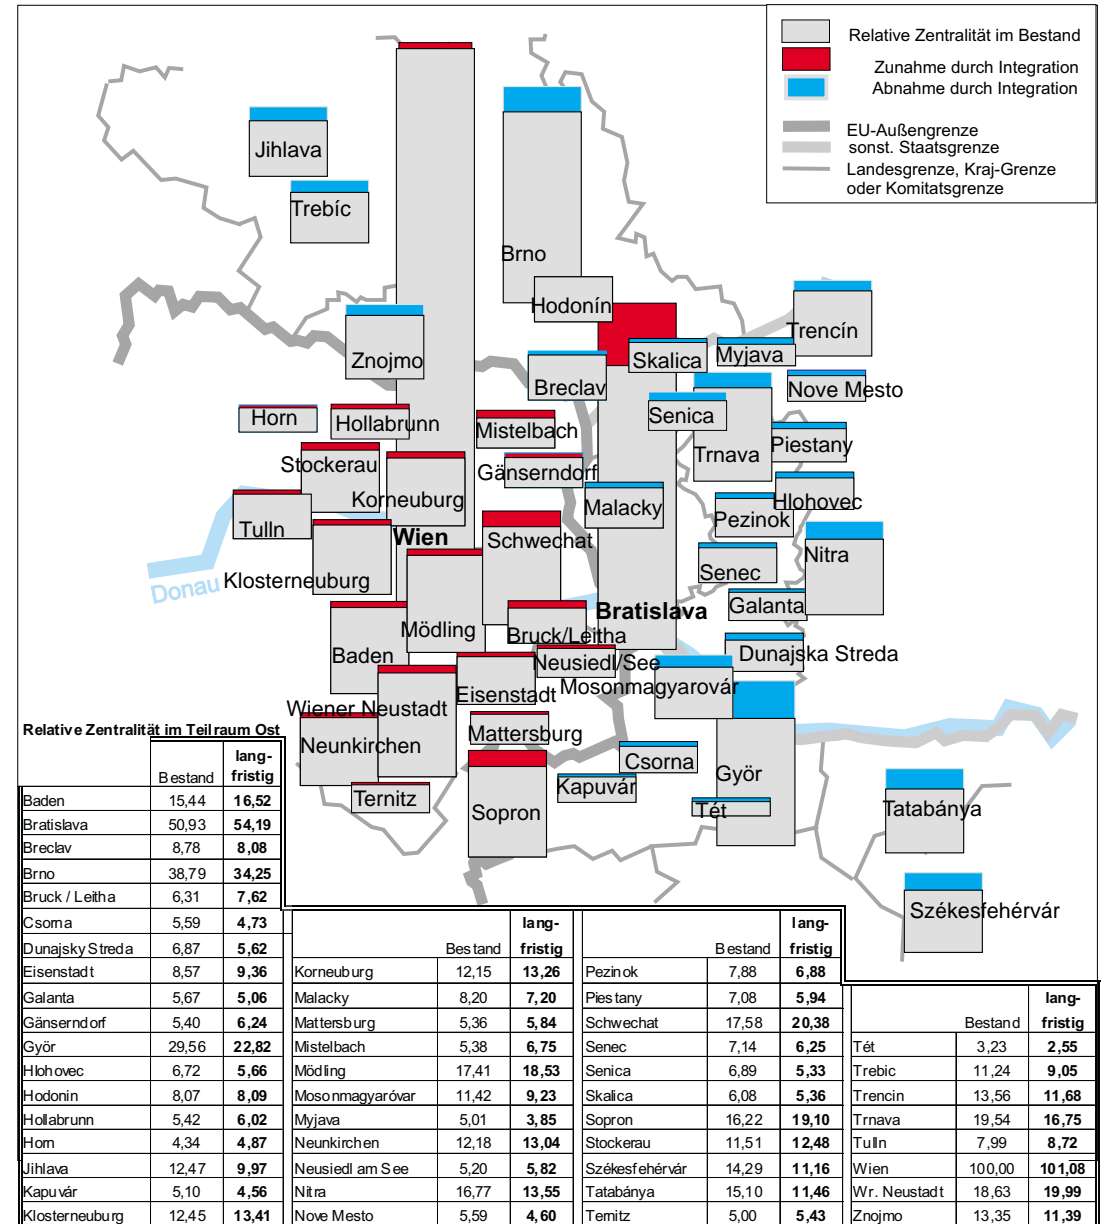 Relative Zentralität im Bestand
Zunahme durch Integration
Abnahme durch Integration
EU-Außengrenze
sonst. Staatsgrenze
Landesgrenze, Kraj-Grenze
oder Komitatsgrenze
Jihlava
Trebíc
Brno
Hodonín
Trencín
Znojmo
Skalica
Myjava
Breclav
Nove Mesto
Horn
Hollabrunn
Mistelbach
Senica
Trnava
Piestany
Stockerau
Gänserndorf
Korneuburg
Malacky
Hlohovec
Pezinok
Tulln
Wien
Schwechat
Nitra
Donau
Klosterneuburg
Senec
Galanta
Bratislava
Mödling
Bruck/Leitha
Baden
Neusiedl/See
Dunajska Streda
Eisenstadt
Mosonmagyarovár
Wiener Neustadt
Mattersburg
Neunkirchen
Csorna
Györ
Kapuvár
Ternitz
Sopron
Tét
Tatabánya
Székesfehérvár
Relative Zentralität im Teilraum Ost
Bestand lang-
fristig
Baden 15,44 16,52
Bratislava 50,93 54,19
Breclav 8,78 8,08
Brno 38,79 34,25
Bruck / Leitha 6,31 7,62
Csorna 5,59 4,73
Dunajsky Streda 6,87 5,62
Eisenstadt 8,57 9,36
Galanta 5,67 5,06
Gänserndorf 5,40 6,24
Györ 29,56 22,82
Hlohovec 6,72 5,66
Hodonin 8,07 8,09
Hollabrunn 5,42 6,02
Horn 4,34 4,87
Jihlava 12,47 9,97
Kapuvár 5,10 4,56
Klosterneuburg 12,45 13,41
lang-
Bestand fristig
Korneuburg 12,15 13,26
Malacky 8,20 7,20
Mattersburg 5,36 5,84
Mistelbach 5,38 6,75
Mödling 17,41 18,53
Mosonmagyaróvar 11,42 9,23
Myjava 5,01 3,85
Neunkirchen 12,18 13,04
Neusiedl am See 5,20 5,82
Nitra 16,77 13,55
Nove Mesto 5,59 4,60
lang-
Bestand fristig
Pezinok 7,88 6,88
Piestany 7,08 5,94
Schwechat 17,58 20,38
Senec 7,14 6,25
Senica 6,89 5,33
Skalica 6,08 5,36
Sopron 16,22 19,10
Stockerau 11,51 12,48
Székesfehérvár 14,29 11,16
Tatabánya 15,10 11,46
Ternitz 5,00 5,43
lang-
Bestand fristig
Tét 3,23 2,55
Trebic 11,24 9,05
Trencin 13,56 11,68
Trnava 19,54 16,75
Tulln 7,99 8,72
Wien 100,00 101,08
Wr. Neustadt 18,63 19,99
Znojmo 13,35 11,39